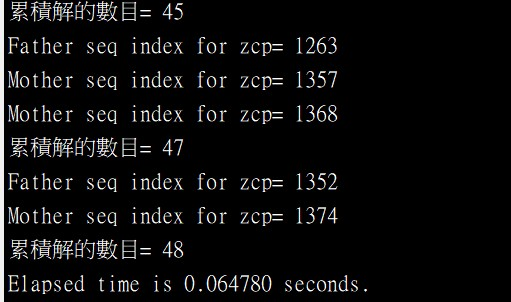 累積解的數目= 45
Father seq index for zcp= 1263
Mother seq index for zcp= 1357
Mother seq index for zcp= 1368
累積解的數目= 47
Father seq index for zcp= 1352
Mother seq index for zcp= 1374
累積解的數目= 48
Elapsed time is 0.064780 seconds.